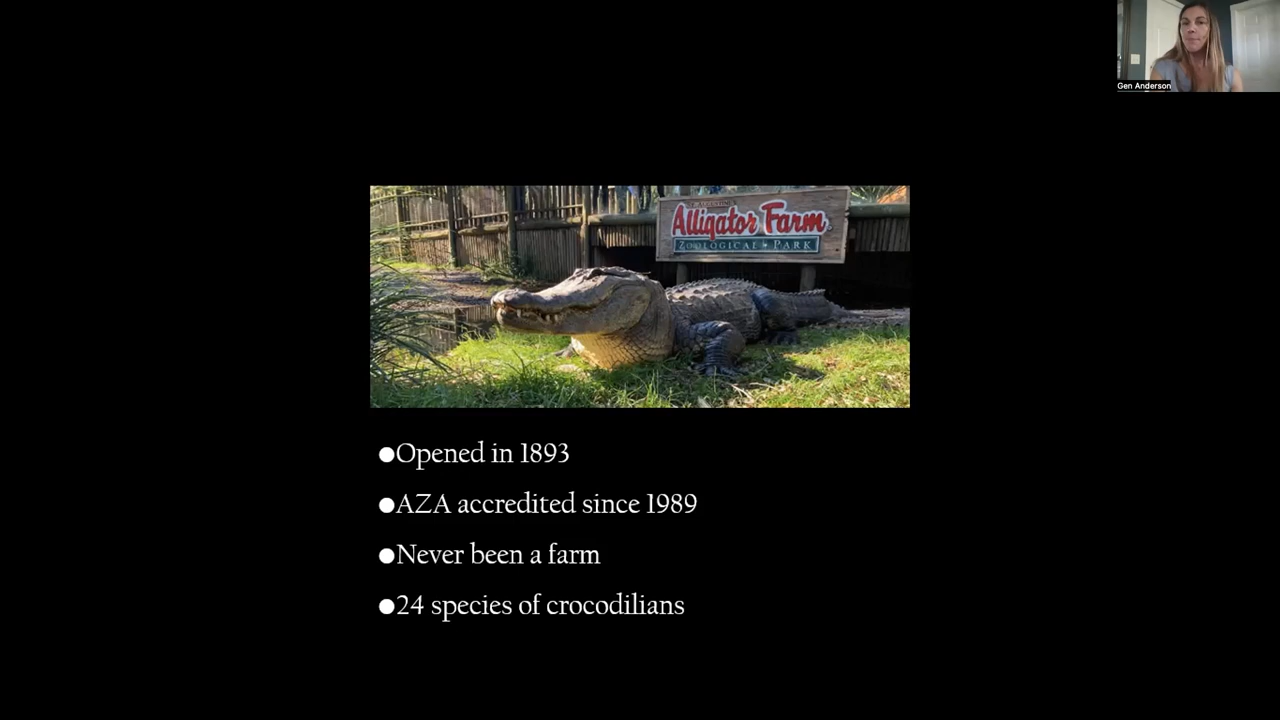 Gen Anderson
Alligator Farm
ZOOLOGICAL PARK
●Opened in 1893
●AZA accredited since 1989
●Never been a farm
●24 species of crocodilians